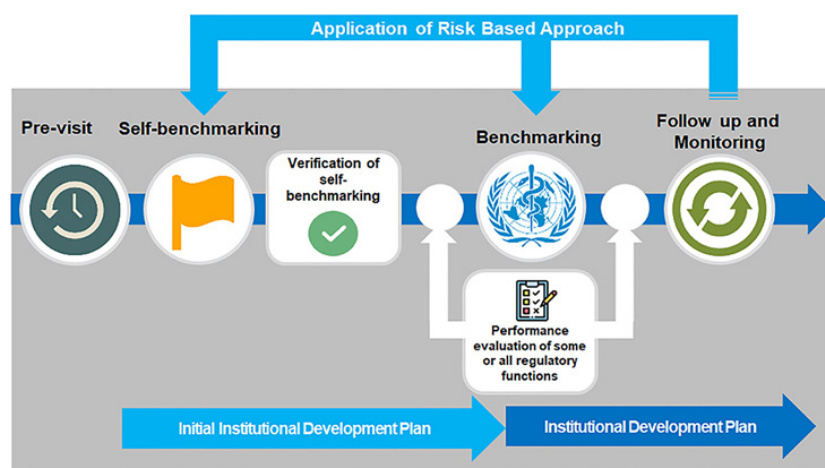 Application of Risk Based Approach
Pre-visit
Self-benchmarking
Verification of
self-
benchmarking
Benchmarking
Follow up and
Monitoring
Performance
evaluation of some
or all regulatory
functions
Initial Institutional Development Plan
Institutional Development Plan